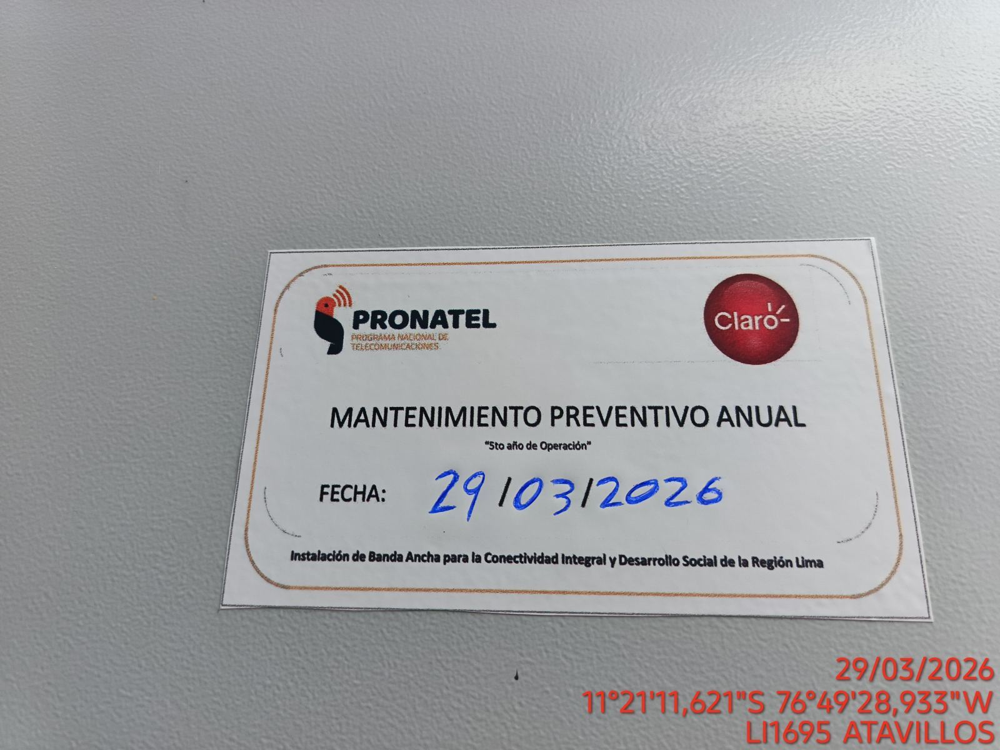 PRONATEL
PROGRAMA NACIONAL DE
TELECOMUNICACIONES
Claro
MANTENIMIENTO PREVENTIVO ANUAL
"5to año de Operación"
FECHA: 29/03/2026
Instalación de Banda Ancha para la Conectividad Integral y Desarrollo Social de la Región Lima
29/03/2026
11°21'11,621"S 76°49'28,933"W
LI1695 ATAVILLOS